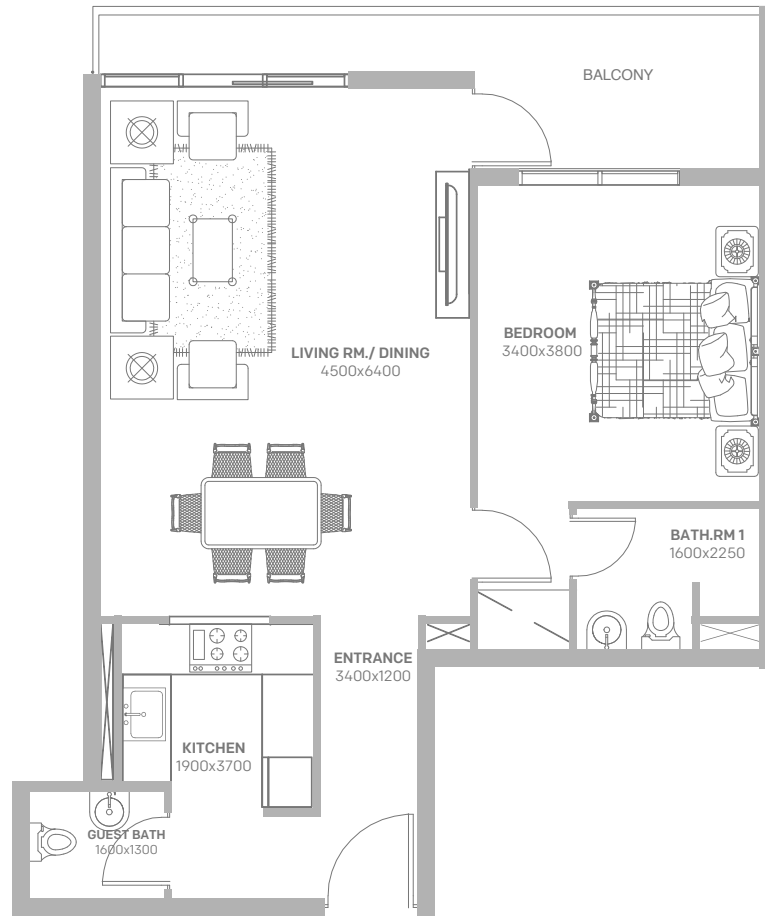 BALCONY
LIVING RM./ DINING
4500x6400
BEDROOM
3400x3800
BATH.RM 1
1600x2250
ENTRANCE
3400x1200
KITCHEN
1900x3700
GUEST BATH
1600x1300